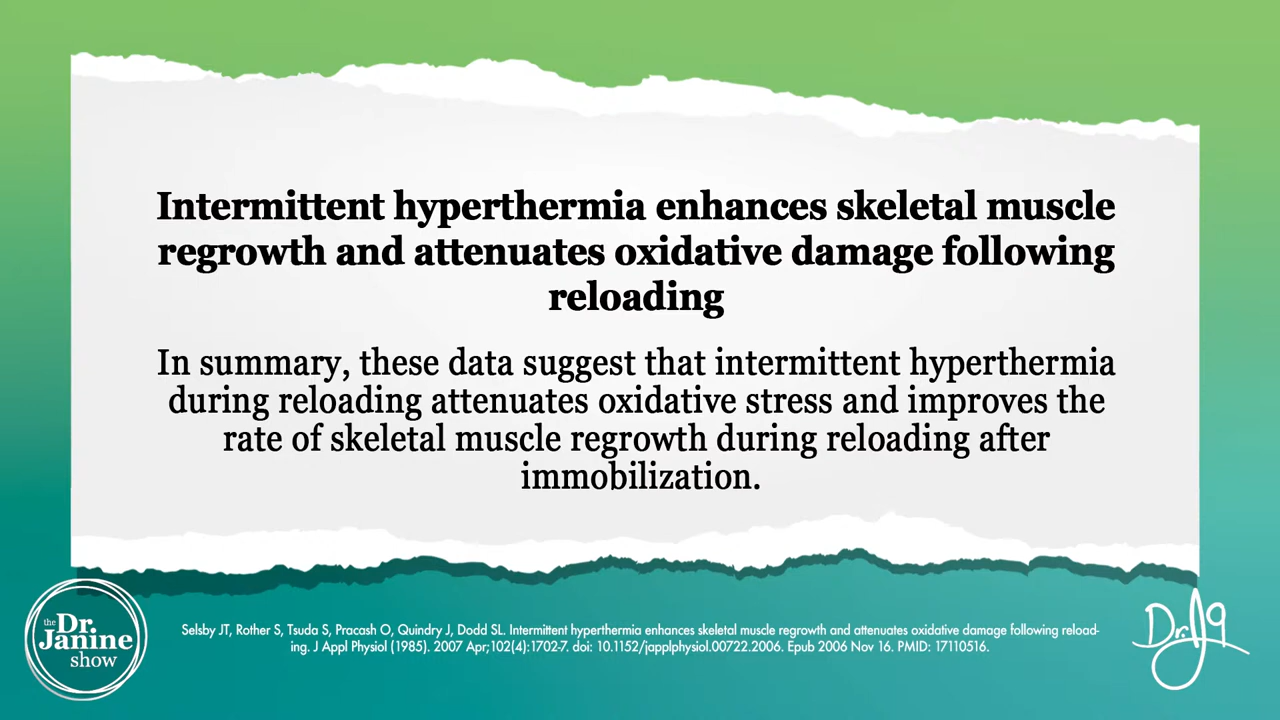 Intermittent hyperthermia enhances skeletal muscle
regrowth and attenuates oxidative damage following
reloading
In summary, these data suggest that intermittent hyperthermia
during reloading attenuates oxidative stress and improves the
rate of skeletal muscle regrowth during reloading after
immobilization.
the
Dr.
Janine
show
Selsby JT, Rother S, Tsuda S, Pracash O, Quindry J, Dodd SL. Intermittent hyperthermia enhances skeletal muscle regrowth and attenuates oxidative damage following reload-
ing. J Appl Physiol (1985). 2007 Apr;102(4):1702-7. doi: 10.1152/japplphysiol.00722.2006. Epub 2006 Nov 16. PMID: 17110516.